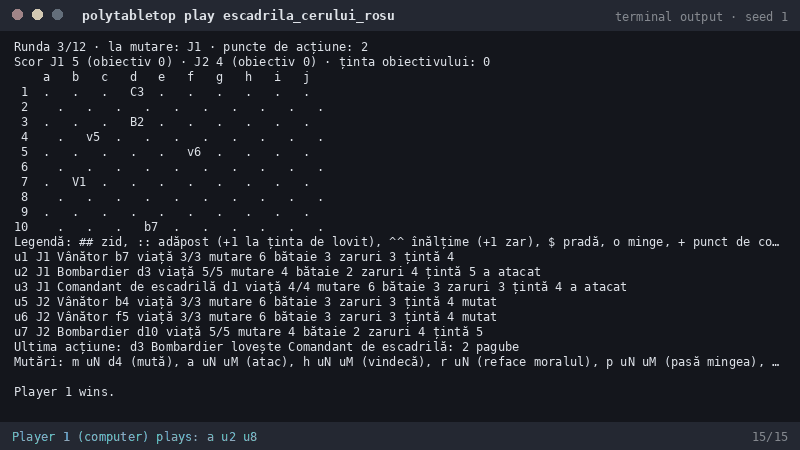 polytabletop play escadrila_cerului_rosu
terminal output · seed 1
Runda 3/12 · la mutare: J1 · puncte de acțiune: 2
Scor J1 5 (obiectiv 0) · J2 4 (obiectiv 0) · ținta obiectivului: 0
a b c d e f g h i j
1 . . . C3 . . . . . .
2 . . . . . . . . . .
3 . . . B2 . . . . . .
4 . v5 . . . . . . . .
5 . . . . . v6 . . . .
6 . . . . . . . . . .
7 . V1 . . . . . . . .
8 . . . . . . . . . .
9 . . . . . . . . . .
10 . . . b7 . . . . . .
Legendă: ## zid, :: adăpost (+1 la ținta de lovit), ^^ înălțime (+1 zar), $ pradă, o minge, + punct de co…
u1 J1 Vânător b7 viață 3/3 mutare 6 bătaie 3 zaruri 3 țintă 4
u2 J1 Bombardier d3 viață 5/5 mutare 4 bătaie 2 zaruri 4 țintă 5 a atacat
u3 J1 Comandant de escadrilă d1 viață 4/4 mutare 6 bătaie 3 zaruri 3 țintă 4 a atacat
u5 J2 Vânător b4 viață 3/3 mutare 6 bătaie 3 zaruri 3 țintă 4 mutat
u6 J2 Vânător f5 viață 3/3 mutare 6 bătaie 3 zaruri 3 țintă 4 mutat
u7 J2 Bombardier d10 viață 5/5 mutare 4 bătaie 2 zaruri 4 țintă 5
Ultima acțiune: d3 Bombardier lovește Comandant de escadrilă: 2 pagube
Mutări: m uN d4 (mută), a uN uM (atac), h uN uM (vindecă), r uN (reface moralul), p uN uM (pasă mingea), …
Player 1 wins.
Player 1 (computer) plays: a u2 u8
15/15